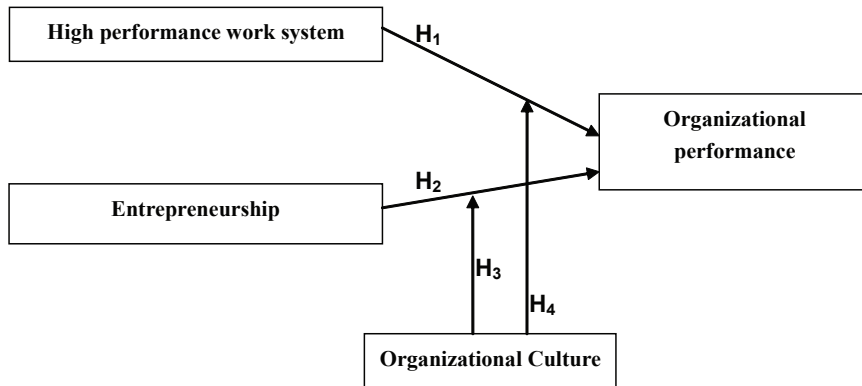 High performance work system
H₁
Organizational
performance
H₂
Entrepreneurship
H₃
H₄
Organizational Culture